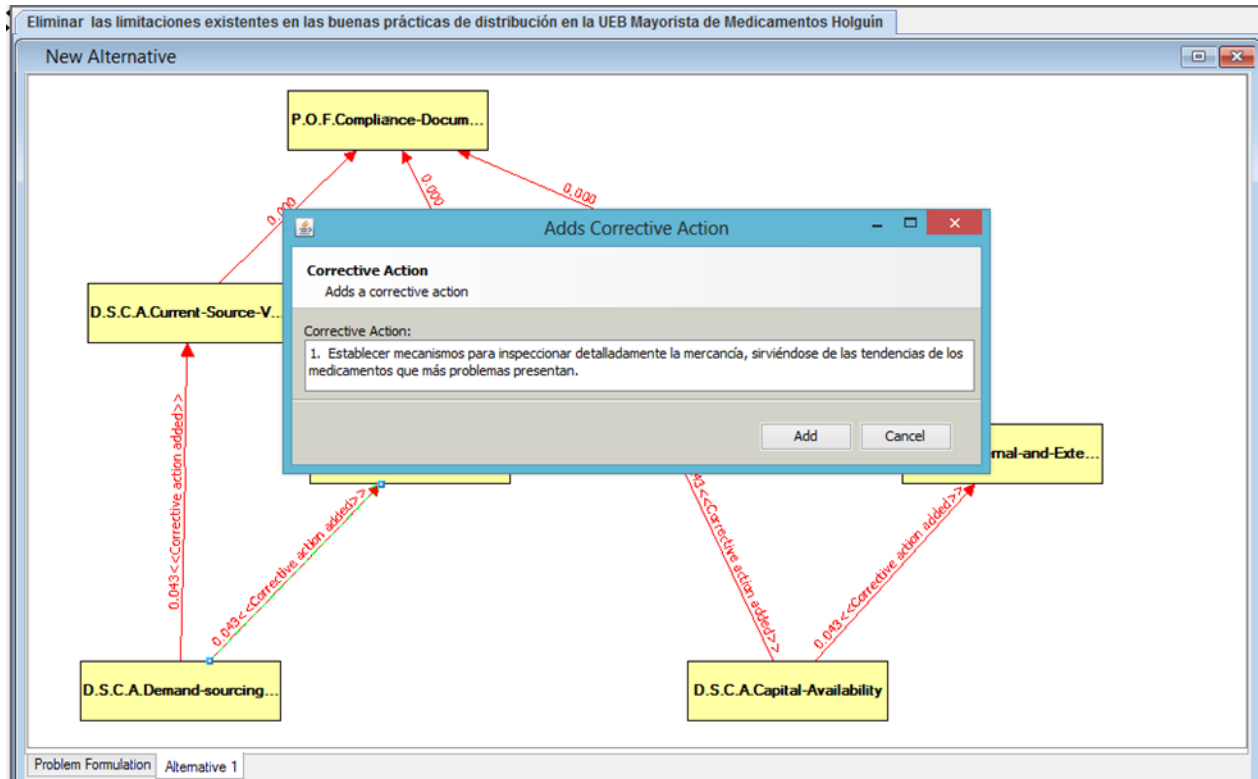 Eliminar las limitaciones existentes en las buenas prácticas de distribución en la UEB Mayorista de Medicamentos Holguín
New Alternative
P.O.F.Compliance-Docum...
0.000
0.000
0.000
Adds Corrective Action
Corrective Action
Adds a corrective action
D.S.C.A.Current-Source-V...
Corrective Action:
1. Establecer mecanismos para inspeccionar detalladamente la mercancía, sirviéndose de las tendencias de los
medicamentos que más problemas presentan.
Add
Cancel
rnal-and-Exte...
0.043<<Corrective action added>>
0.043<<Corrective action added>>
43<<Corrective action added>>
0.043<<Corrective action added>>
D.S.C.A.Demand-sourcing...
D.S.C.A.Capital-Availability
Problem Formulation
Alternative 1